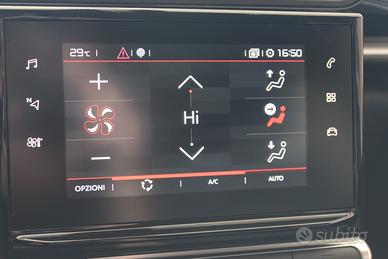 29°C 16:50
N
Hi
OPZIONI A/C AUTO
subito